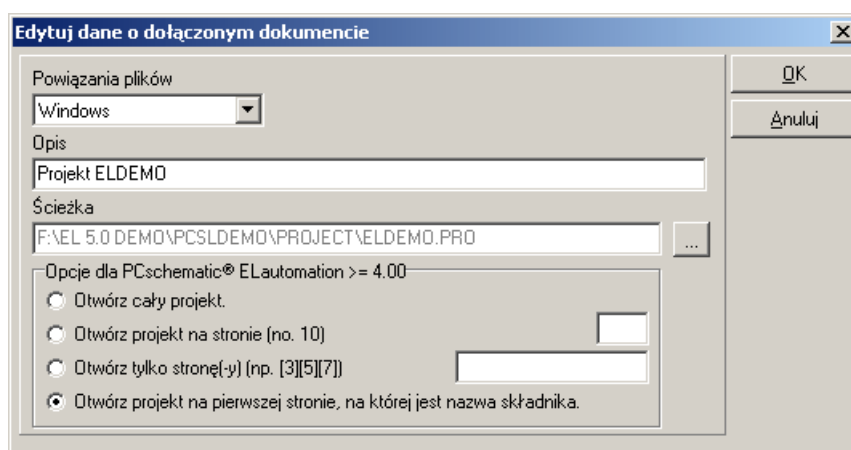 Edytuj dane o dołączonym dokumencie
Powiązania plików
Windows
Opis
Projekt ELDEMO
Ścieżka
F:\EL 5.0 DEMO\PCSLDEMO\PROJECT\ELDEMO.PRO
...
Opcje dla PCschematic® ELautomation >= 4.00
Otwórz cały projekt.
Otwórz projekt na stronie (no. 10)
Otwórz tylko stronę(-y) (np. [3][5][7])
Otwórz projekt na pierwszej stronie, na której jest nazwa składnika.
OK
Anuluj